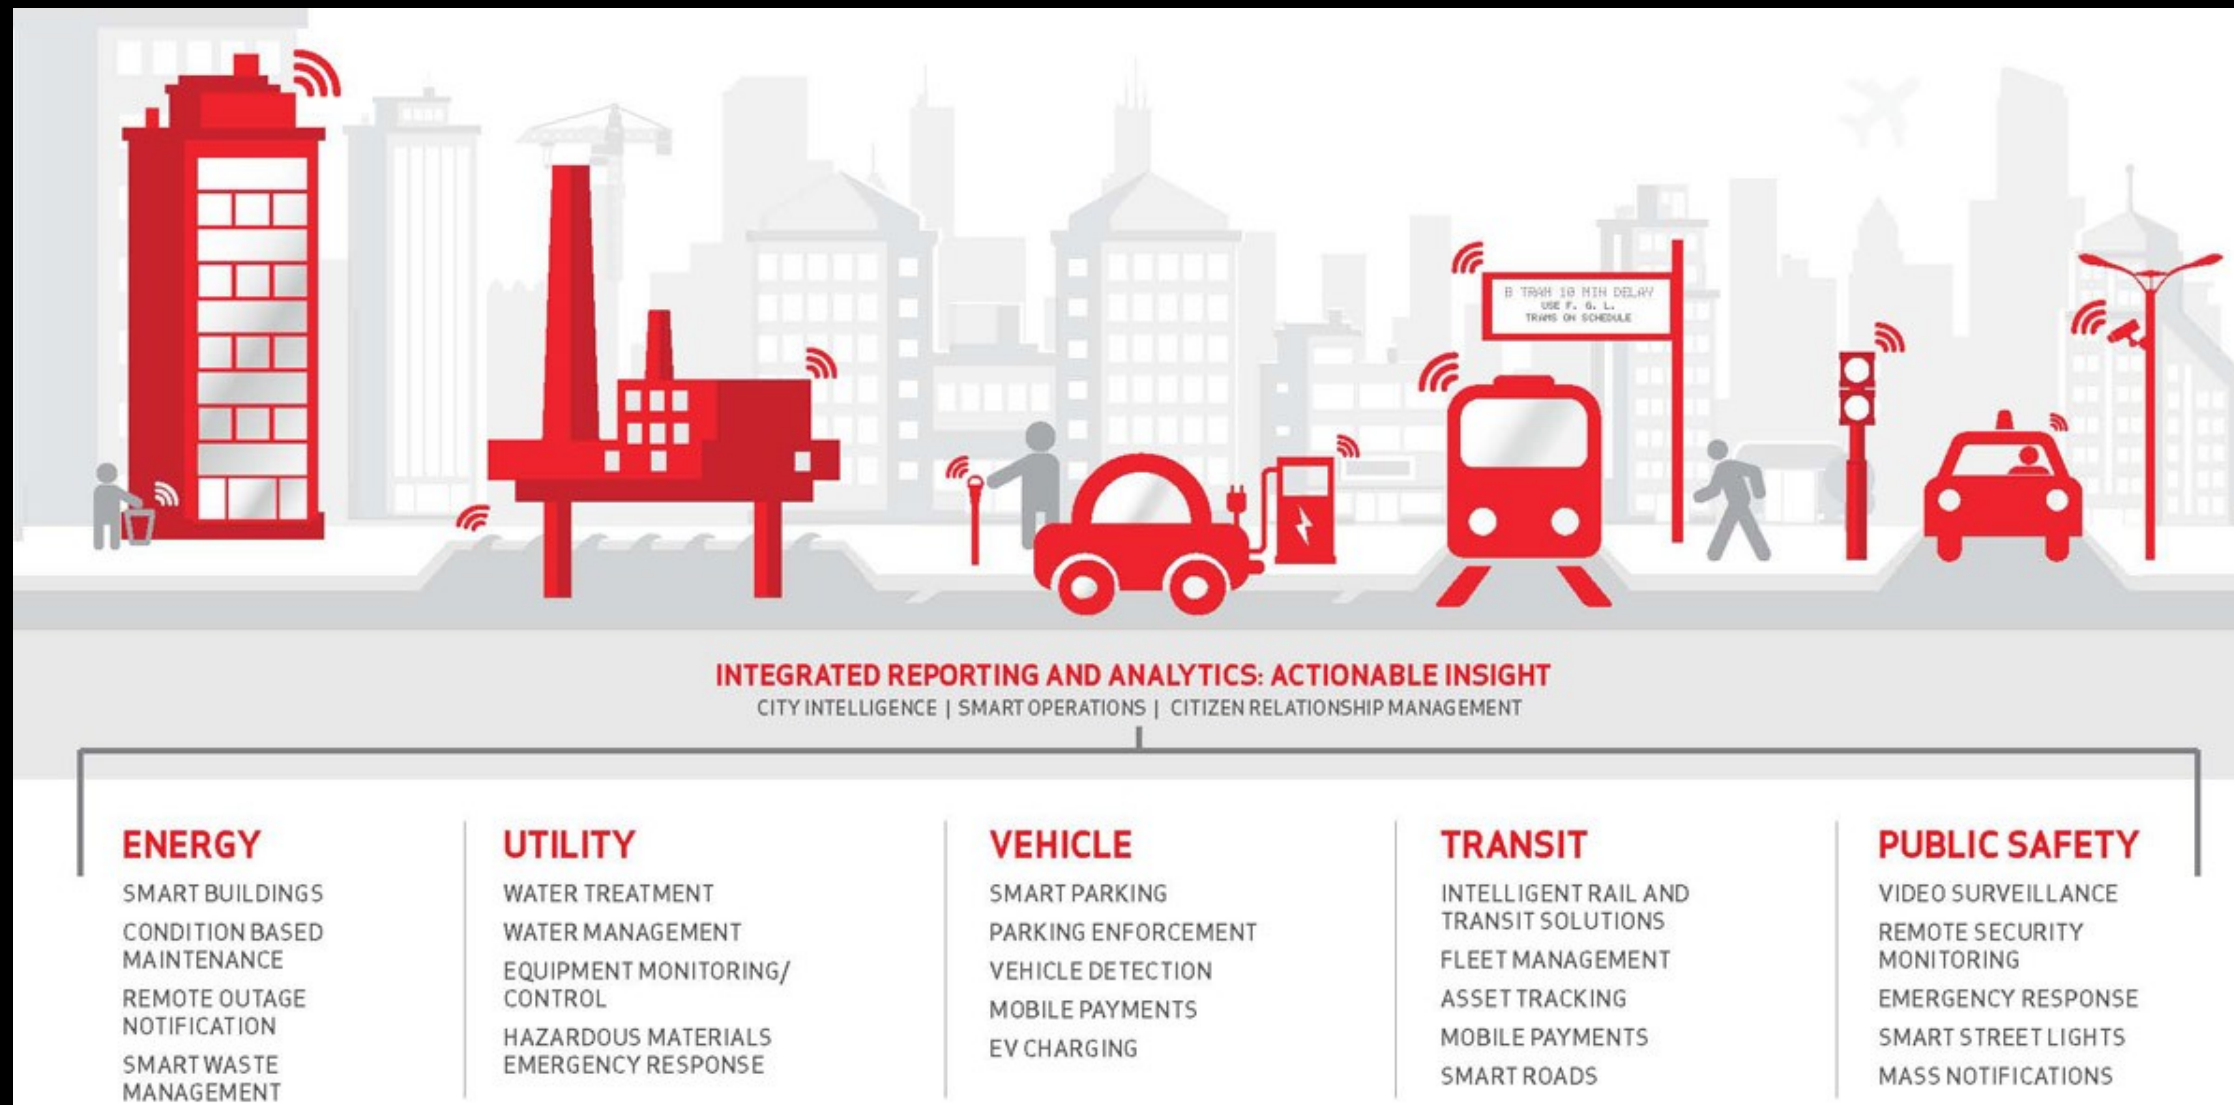 B TRAM 10 MIN DELAY
USE F. G. L.
TRAMS ON SCHEDULE
INTEGRATED REPORTING AND ANALYTICS: ACTIONABLE INSIGHT
CITY INTELLIGENCE | SMART OPERATIONS | CITIZEN RELATIONSHIP MANAGEMENT
ENERGY
SMART BUILDINGS
CONDITION BASED
MAINTENANCE
REMOTE OUTAGE
NOTIFICATION
SMART WASTE
MANAGEMENT
UTILITY
WATER TREATMENT
WATER MANAGEMENT
EQUIPMENT MONITORING/
CONTROL
HAZARDOUS MATERIALS
EMERGENCY RESPONSE
VEHICLE
SMART PARKING
PARKING ENFORCEMENT
VEHICLE DETECTION
MOBILE PAYMENTS
EV CHARGING
TRANSIT
INTELLIGENT RAIL AND
TRANSIT SOLUTIONS
FLEET MANAGEMENT
ASSET TRACKING
MOBILE PAYMENTS
SMART ROADS
PUBLIC SAFETY
VIDEO SURVEILLANCE
REMOTE SECURITY
MONITORING
EMERGENCY RESPONSE
SMART STREET LIGHTS
MASS NOTIFICATIONS